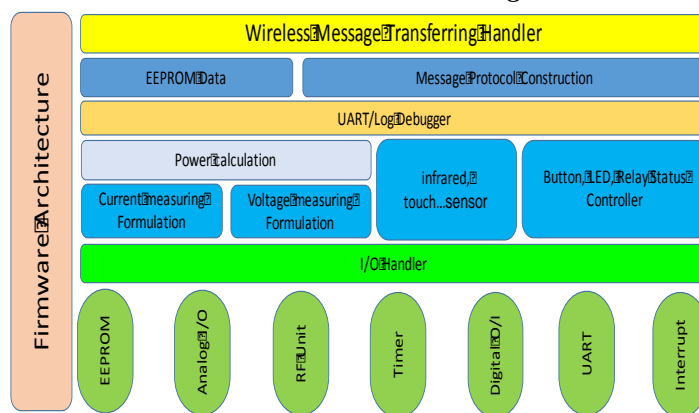 Firmware Architecture
Wireless Message Transferring Handler
EEPROM Data
Message Protocol Construction
UART/Log Debugger
Power calculation
Current measuring
Formulation
Voltage measuring
Formulation
infrared,
touch...sensor
Button, LED, Relay Status
Controller
I/O Handler
EEPROM
Analog I/O
RF Unit
Timer
Digital O/I
UART
Interrupt